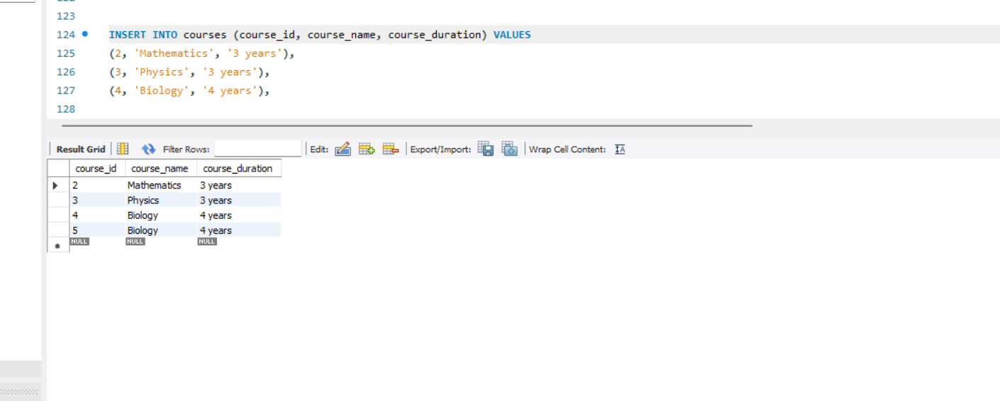 123
124 INSERT INTO courses (course_id, course_name, course_duration) VALUES
125 (2, 'Mathematics', '3 years'),
126 (3, 'Physics', '3 years'),
127 (4, 'Biology', '4 years'),
128
Result Grid Filter Rows: Edit: Export/Import: Wrap Cell Content: IA
course_id course_name course_duration
2 Mathematics 3 years
3 Physics 3 years
4 Biology 4 years
5 Biology 4 years
NULL NULL NULL